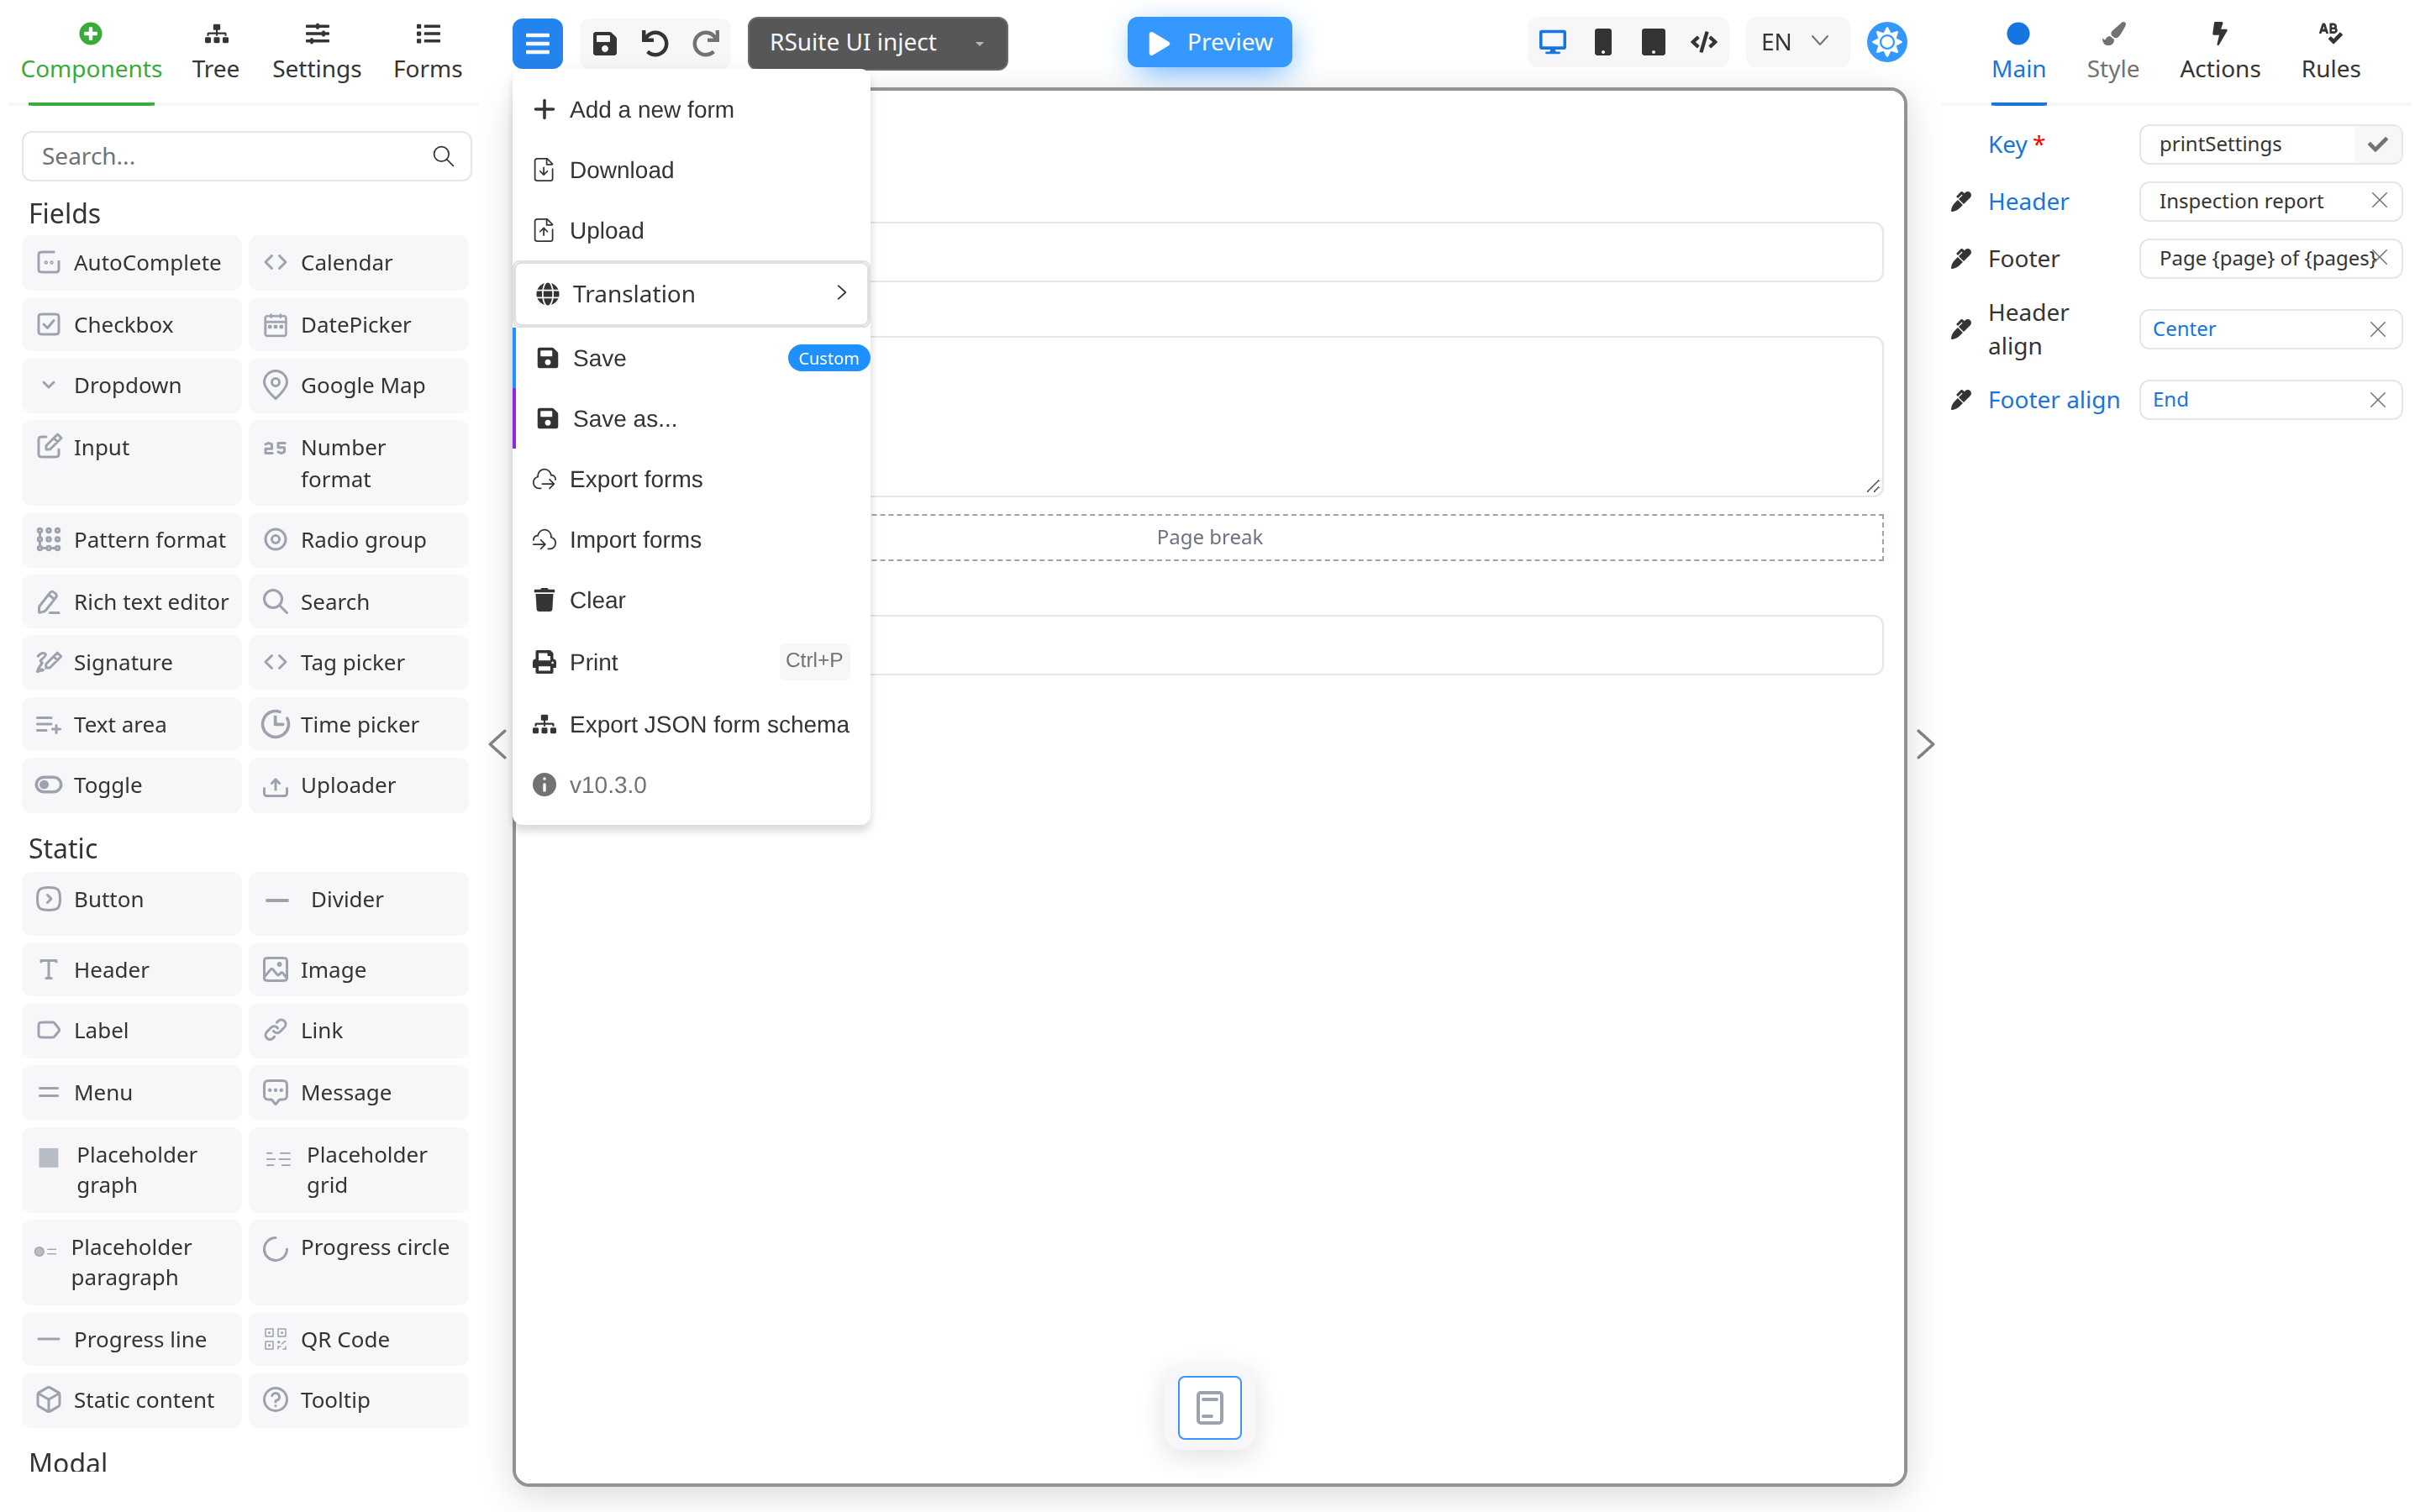 Components
Tree
Settings
Forms
RSuite UI inject
Preview
EN
Main
Style
Actions
Rules
Search...
Fields
AutoComplete
Calendar
Checkbox
DatePicker
Dropdown
Google Map
Input
Number
format
Pattern format
Radio group
Rich text editor
Search
Signature
Tag picker
Text area
Time picker
Toggle
Uploader
Static
Button
Divider
Header
Image
Label
Link
Menu
Message
Placeholder
graph
Placeholder
grid
Placeholder
paragraph
Progress circle
Progress line
QR Code
Static content
Tooltip
Modal
Add a new form
Download
Upload
Translation
Save
Custom
Save as...
Export forms
Import forms
Clear
Print
Ctrl+P
Export JSON form schema
v10.3.0
Page break
Key *
printSettings
Header
Inspection report
Footer
Page {page} of {pages}
Header
align
Center
Footer align
End